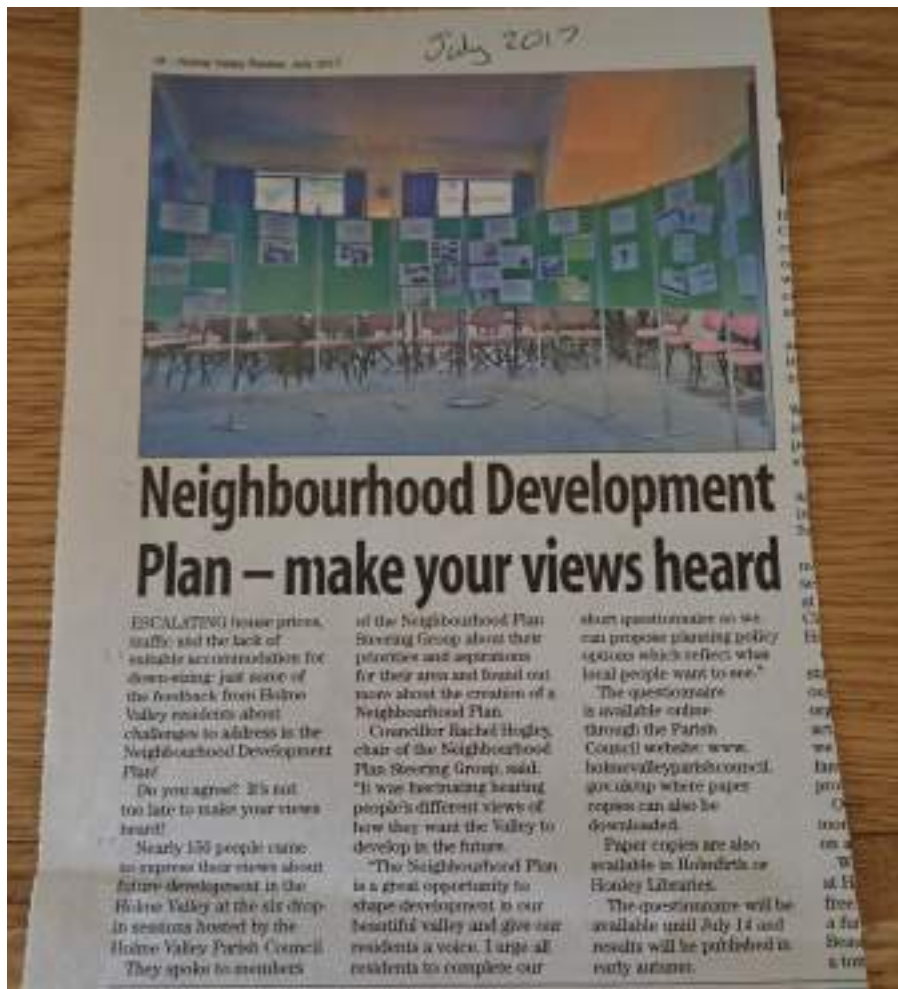 July 2017
Holme Valley Review, July 2017
Neighbourhood Development
Plan – make your views heard
ESCALATING house prices,
traffic and the lack of
suitable accommodation for
down-sizing: just some of
the feedback from Holme
Valley residents about
challenges to address in the
Neighbourhood Development
Plan!
Do you agree? It's not
too late to make your views
heard!
Nearly 150 people came
to express their views about
future development in the
Holme Valley at the six drop-
in sessions hosted by the
Holme Valley Parish Council
They spoke to members
of the Neighbourhood Plan
Steering Group about their
priorities and aspirations
for their area and found out
more about the creation of a
Neighbourhood Plan.
Councillor Rachel Hogley,
chair of the Neighbourhood
Plan Steering Group, said,
"It was fascinating hearing
people's different views of
how they want the Valley to
develop in the future.
"The Neighbourhood Plan
is a great opportunity to
shape development in our
beautiful valley and give our
residents a voice. I urge all
residents to complete our
short questionnaire so we
can propose planning policy
options which reflect what
local people want to see."
The questionnaire
is available online
through the Parish
Council website: www.
holmevalleyparishcouncil.
gov.uk/up where paper
copies can also be
downloaded.
Paper copies are also
available in Holmfirth or
Honley Libraries.
The questionnaire will be
available until July 14 and
results will be published in
early autumn.